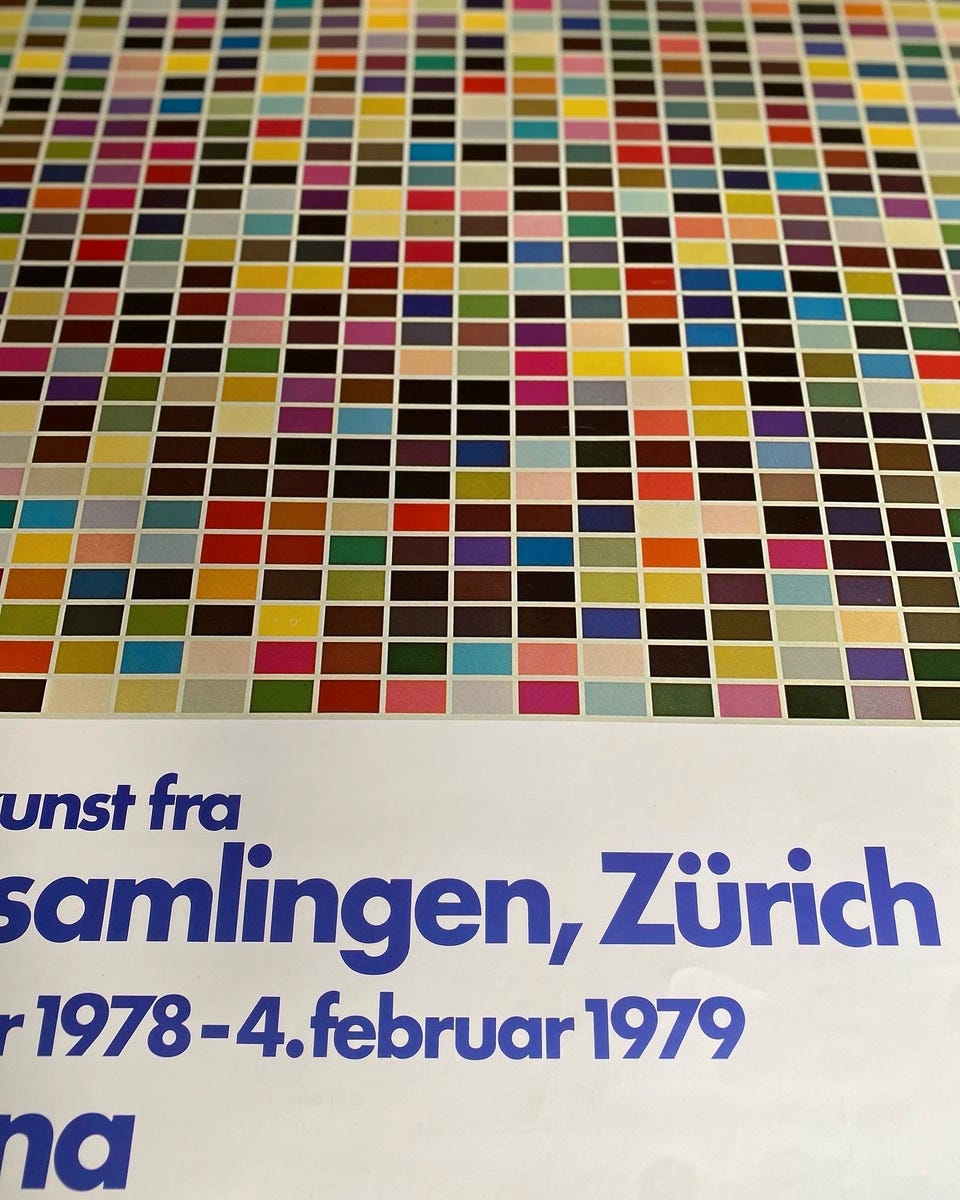 unst fra
samlingen, Zürich
r 1978-4.februar 1979
na